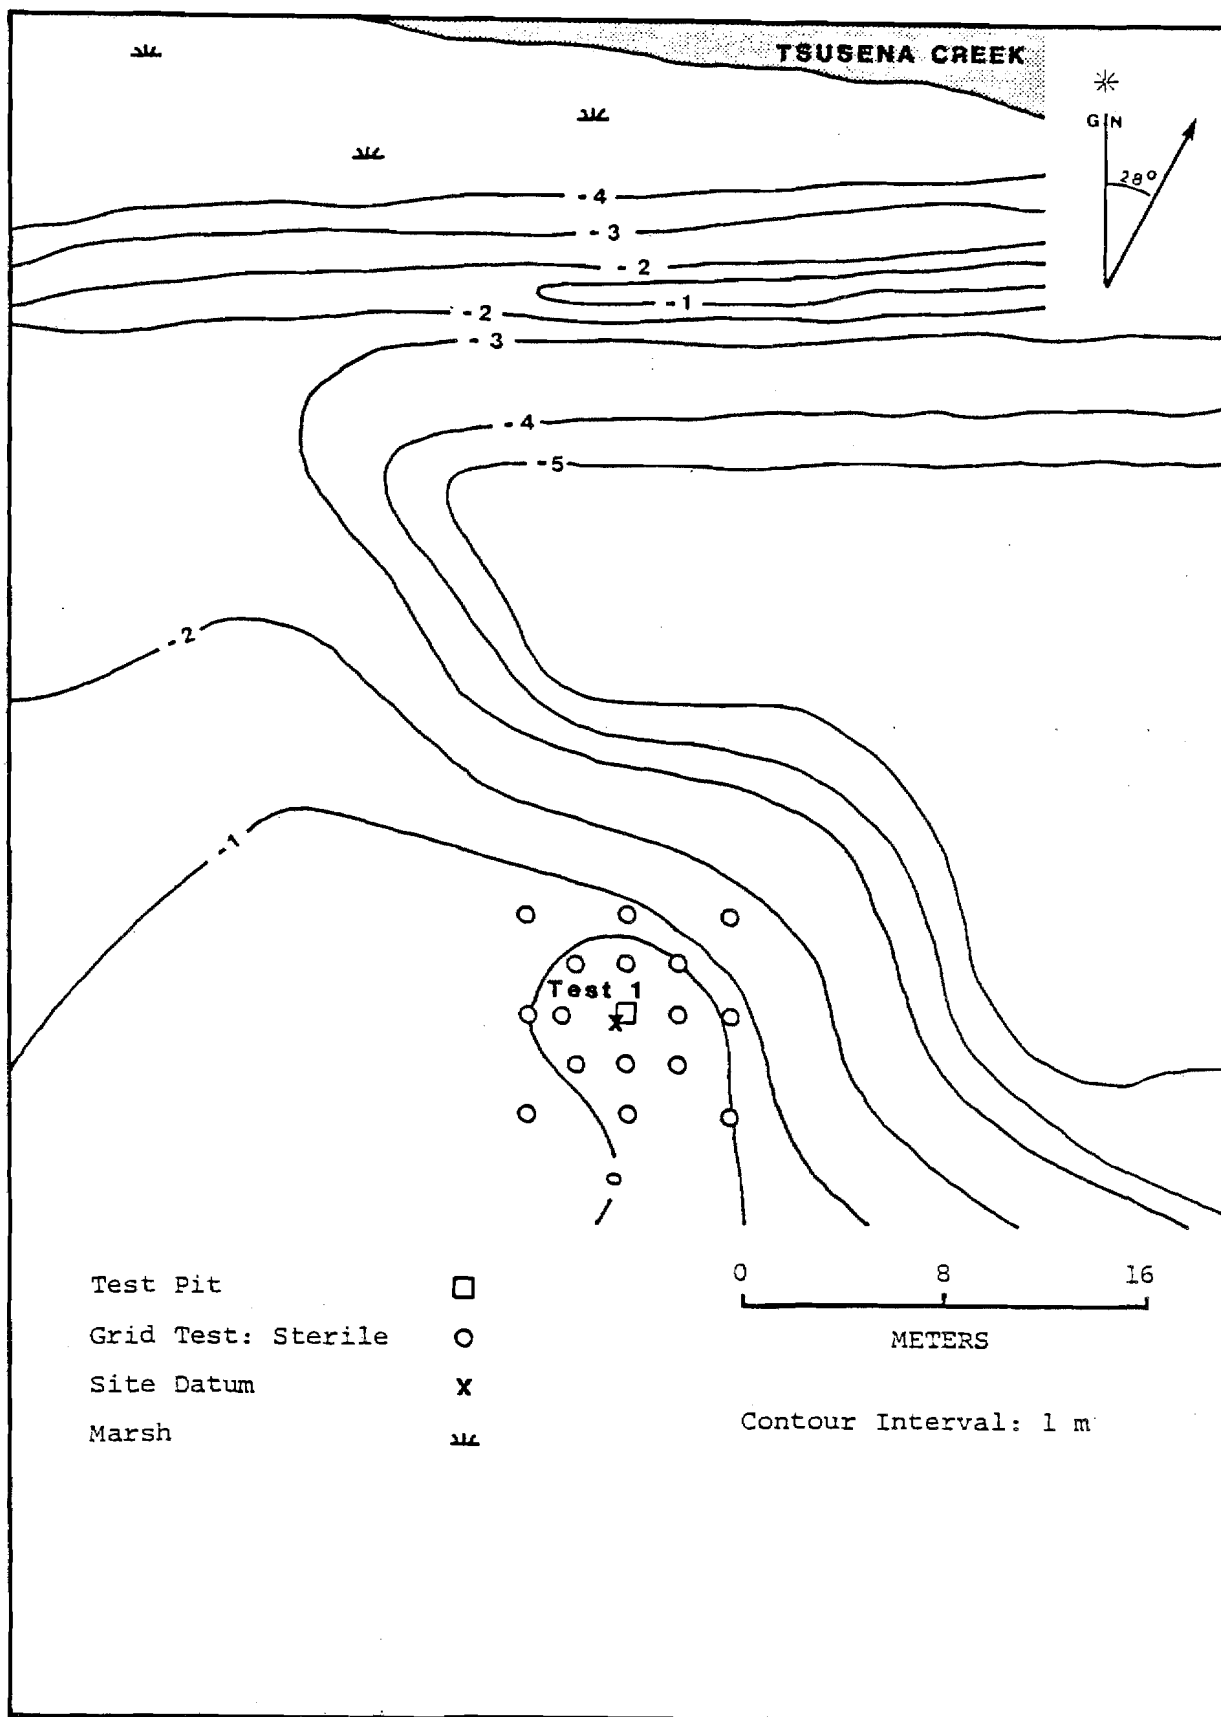 TSUSENA CREEK
G N
28°
-4
-3
-2
-1
-2
-3
-4
-5
-2
-1
Test 1
x
0
0 8 16
METERS
Test Pit
Grid Test: Sterile
Site Datum x
Marsh
Contour Interval: 1 m